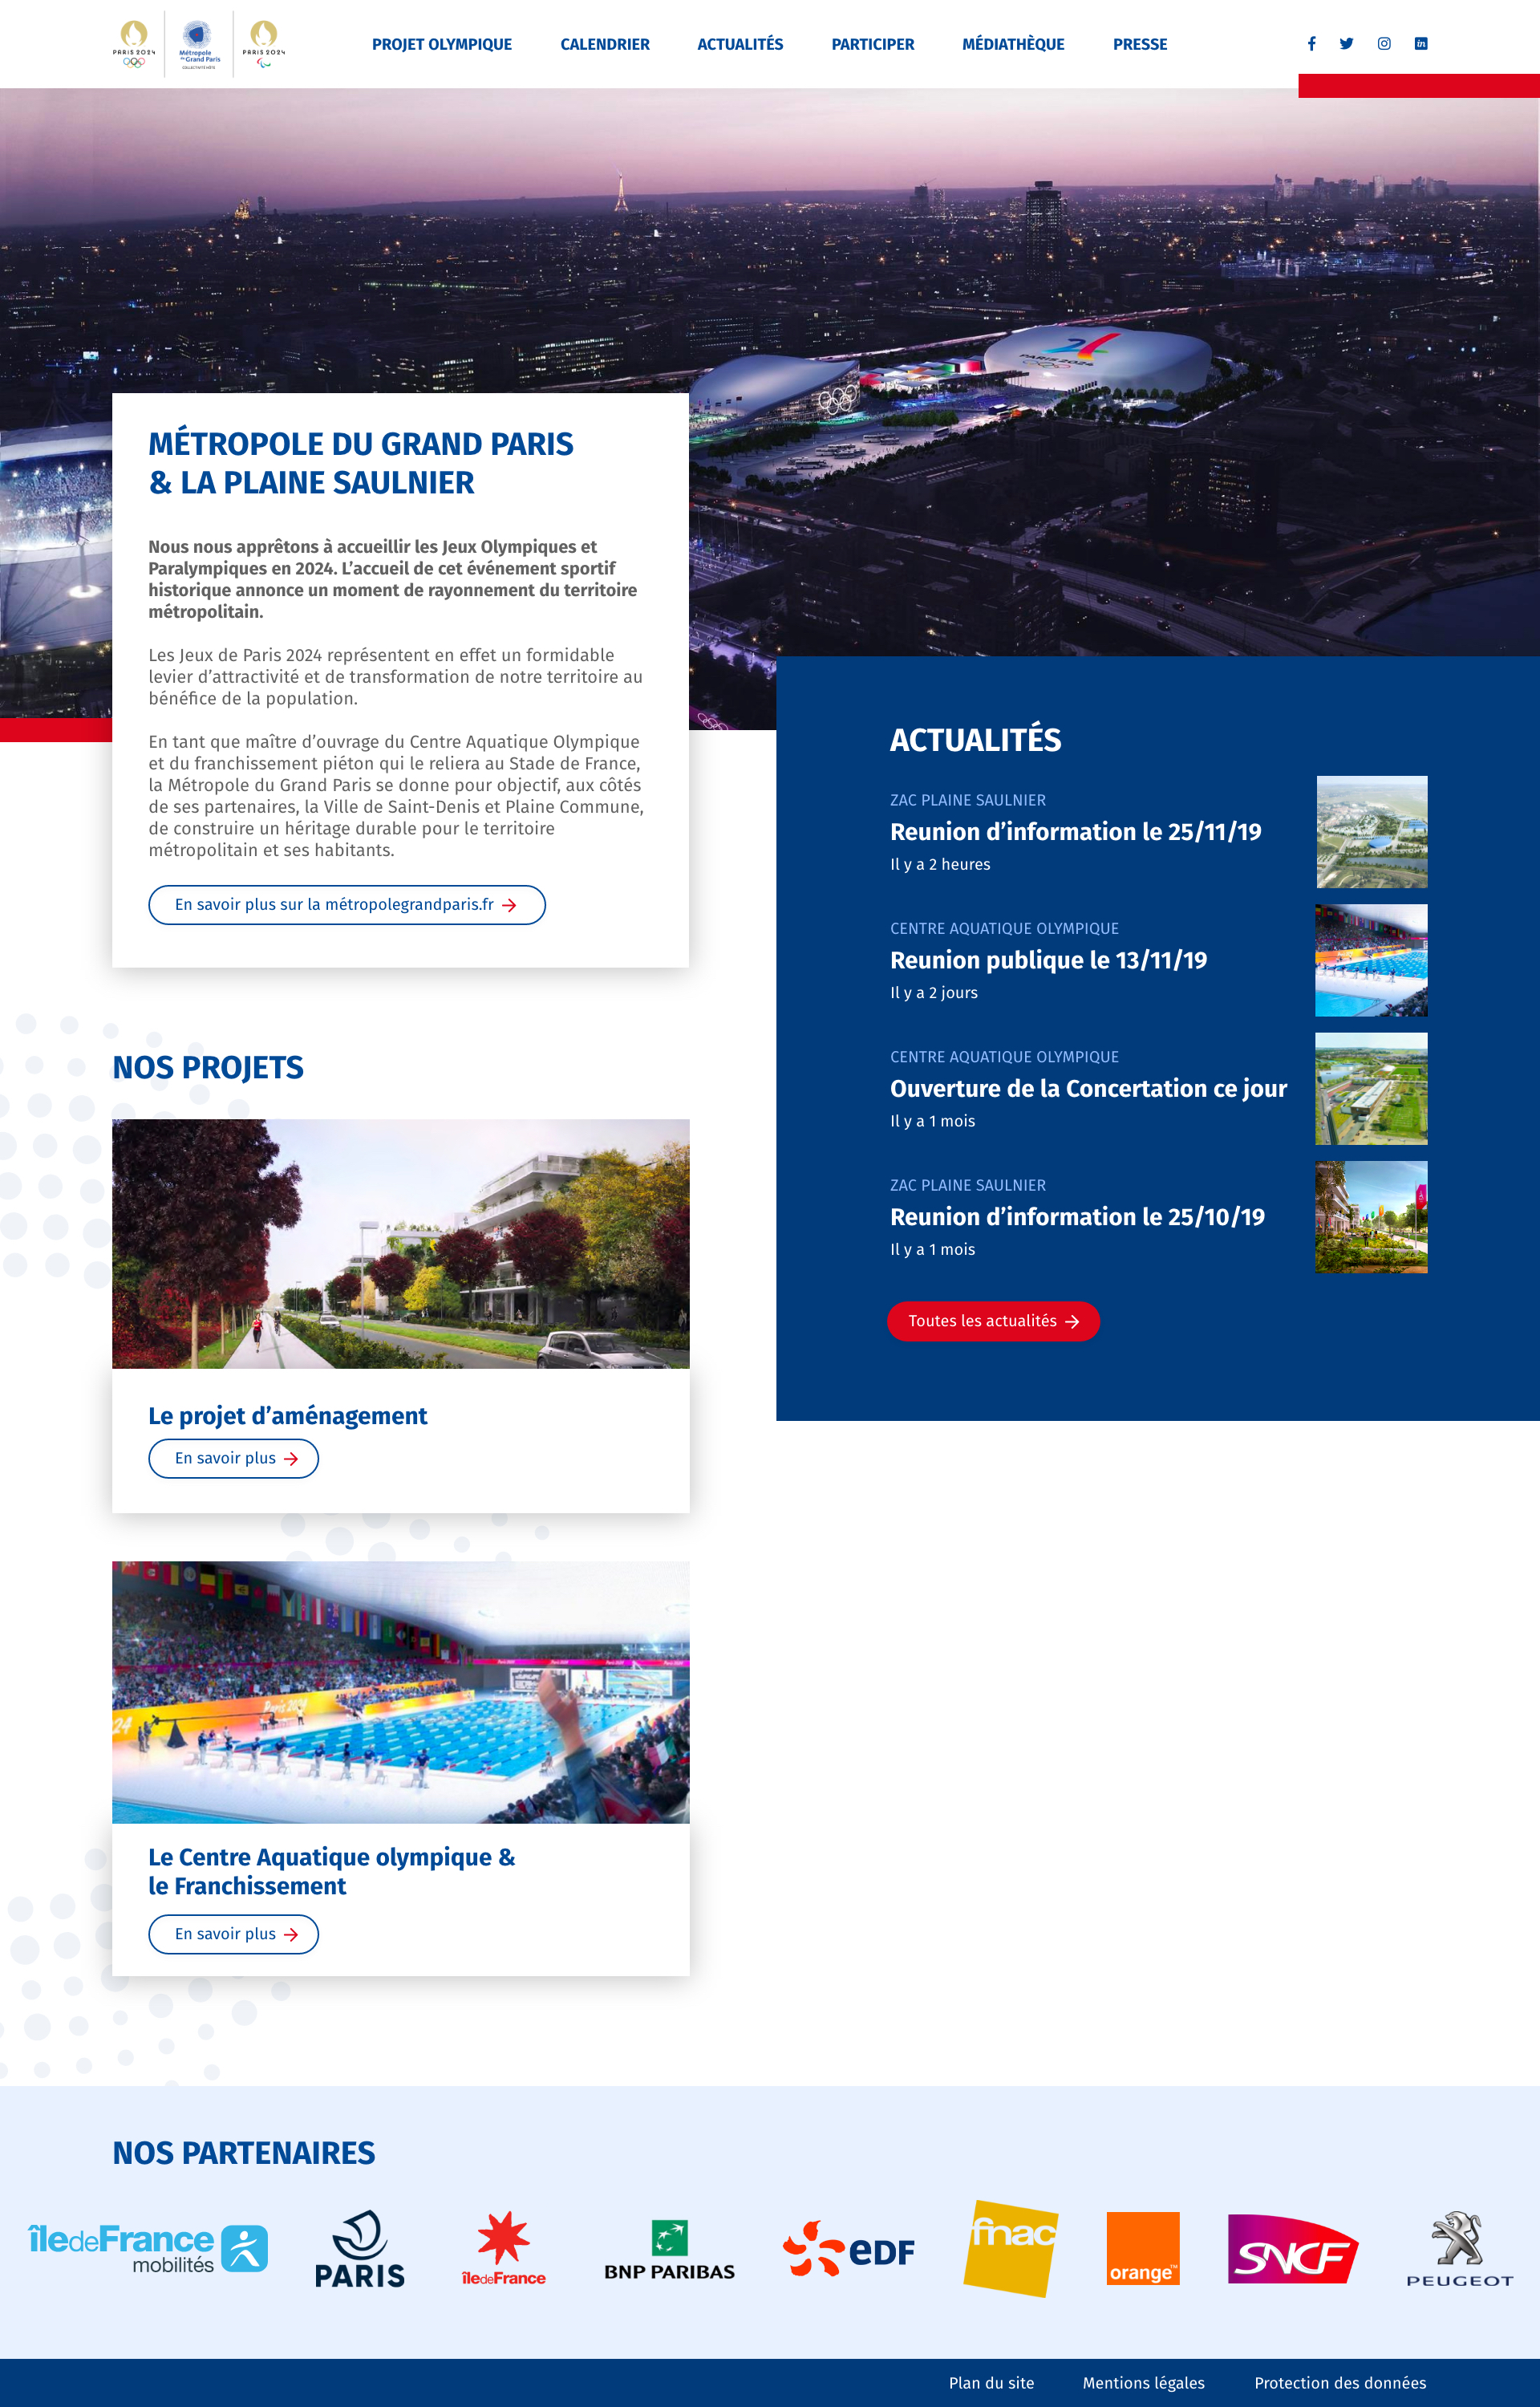 PARIS 2024
Métropole
du Grand Paris
PARIS 2024
PROJET OLYMPIQUE
CALENDRIER
ACTUALITÉS
PARTICIPER
MÉDIATHÈQUE
PRESSE
PARIS 2024
MÉTROPOLE DU GRAND PARIS
& LA PLAINE SAULNIER
Nous nous apprêtons à accueillir les Jeux Olympiques et
Paralympiques en 2024. L’accueil de cet événement sportif
historique annonce un moment de rayonnement du territoire
métropolitain.
Les Jeux de Paris 2024 représentent en effet un formidable
levier d’attractivité et de transformation de notre territoire au
bénéfice de la population.
En tant que maître d’ouvrage du Centre Aquatique Olympique
et du franchissement piéton qui le reliera au Stade de France,
la Métropole du Grand Paris se donne pour objectif, aux côtés
de ses partenaires, la Ville de Saint-Denis et Plaine Commune,
de construire un héritage durable pour le territoire
métropolitain et ses habitants.
En savoir plus sur la métropolegrandparis.fr
ACTUALITÉS
ZAC PLAINE SAULNIER
Reunion d’information le 25/11/19
Il y a 2 heures
CENTRE AQUATIQUE OLYMPIQUE
Reunion publique le 13/11/19
Il y a 2 jours
CENTRE AQUATIQUE OLYMPIQUE
Ouverture de la Concertation ce jour
Il y a 1 mois
ZAC PLAINE SAULNIER
Reunion d’information le 25/10/19
Il y a 1 mois
Toutes les actualités
NOS PROJETS
Le projet d’aménagement
En savoir plus
Paris 2024
Le Centre Aquatique olympique &
le Franchissement
En savoir plus
NOS PARTENAIRES
îledeFrance
mobilités
PARIS
îledeFrance
BNP PARIBAS
eDF
fnac
orange™
SNCF
PEUGEOT
Plan du site
Mentions légales
Protection des données